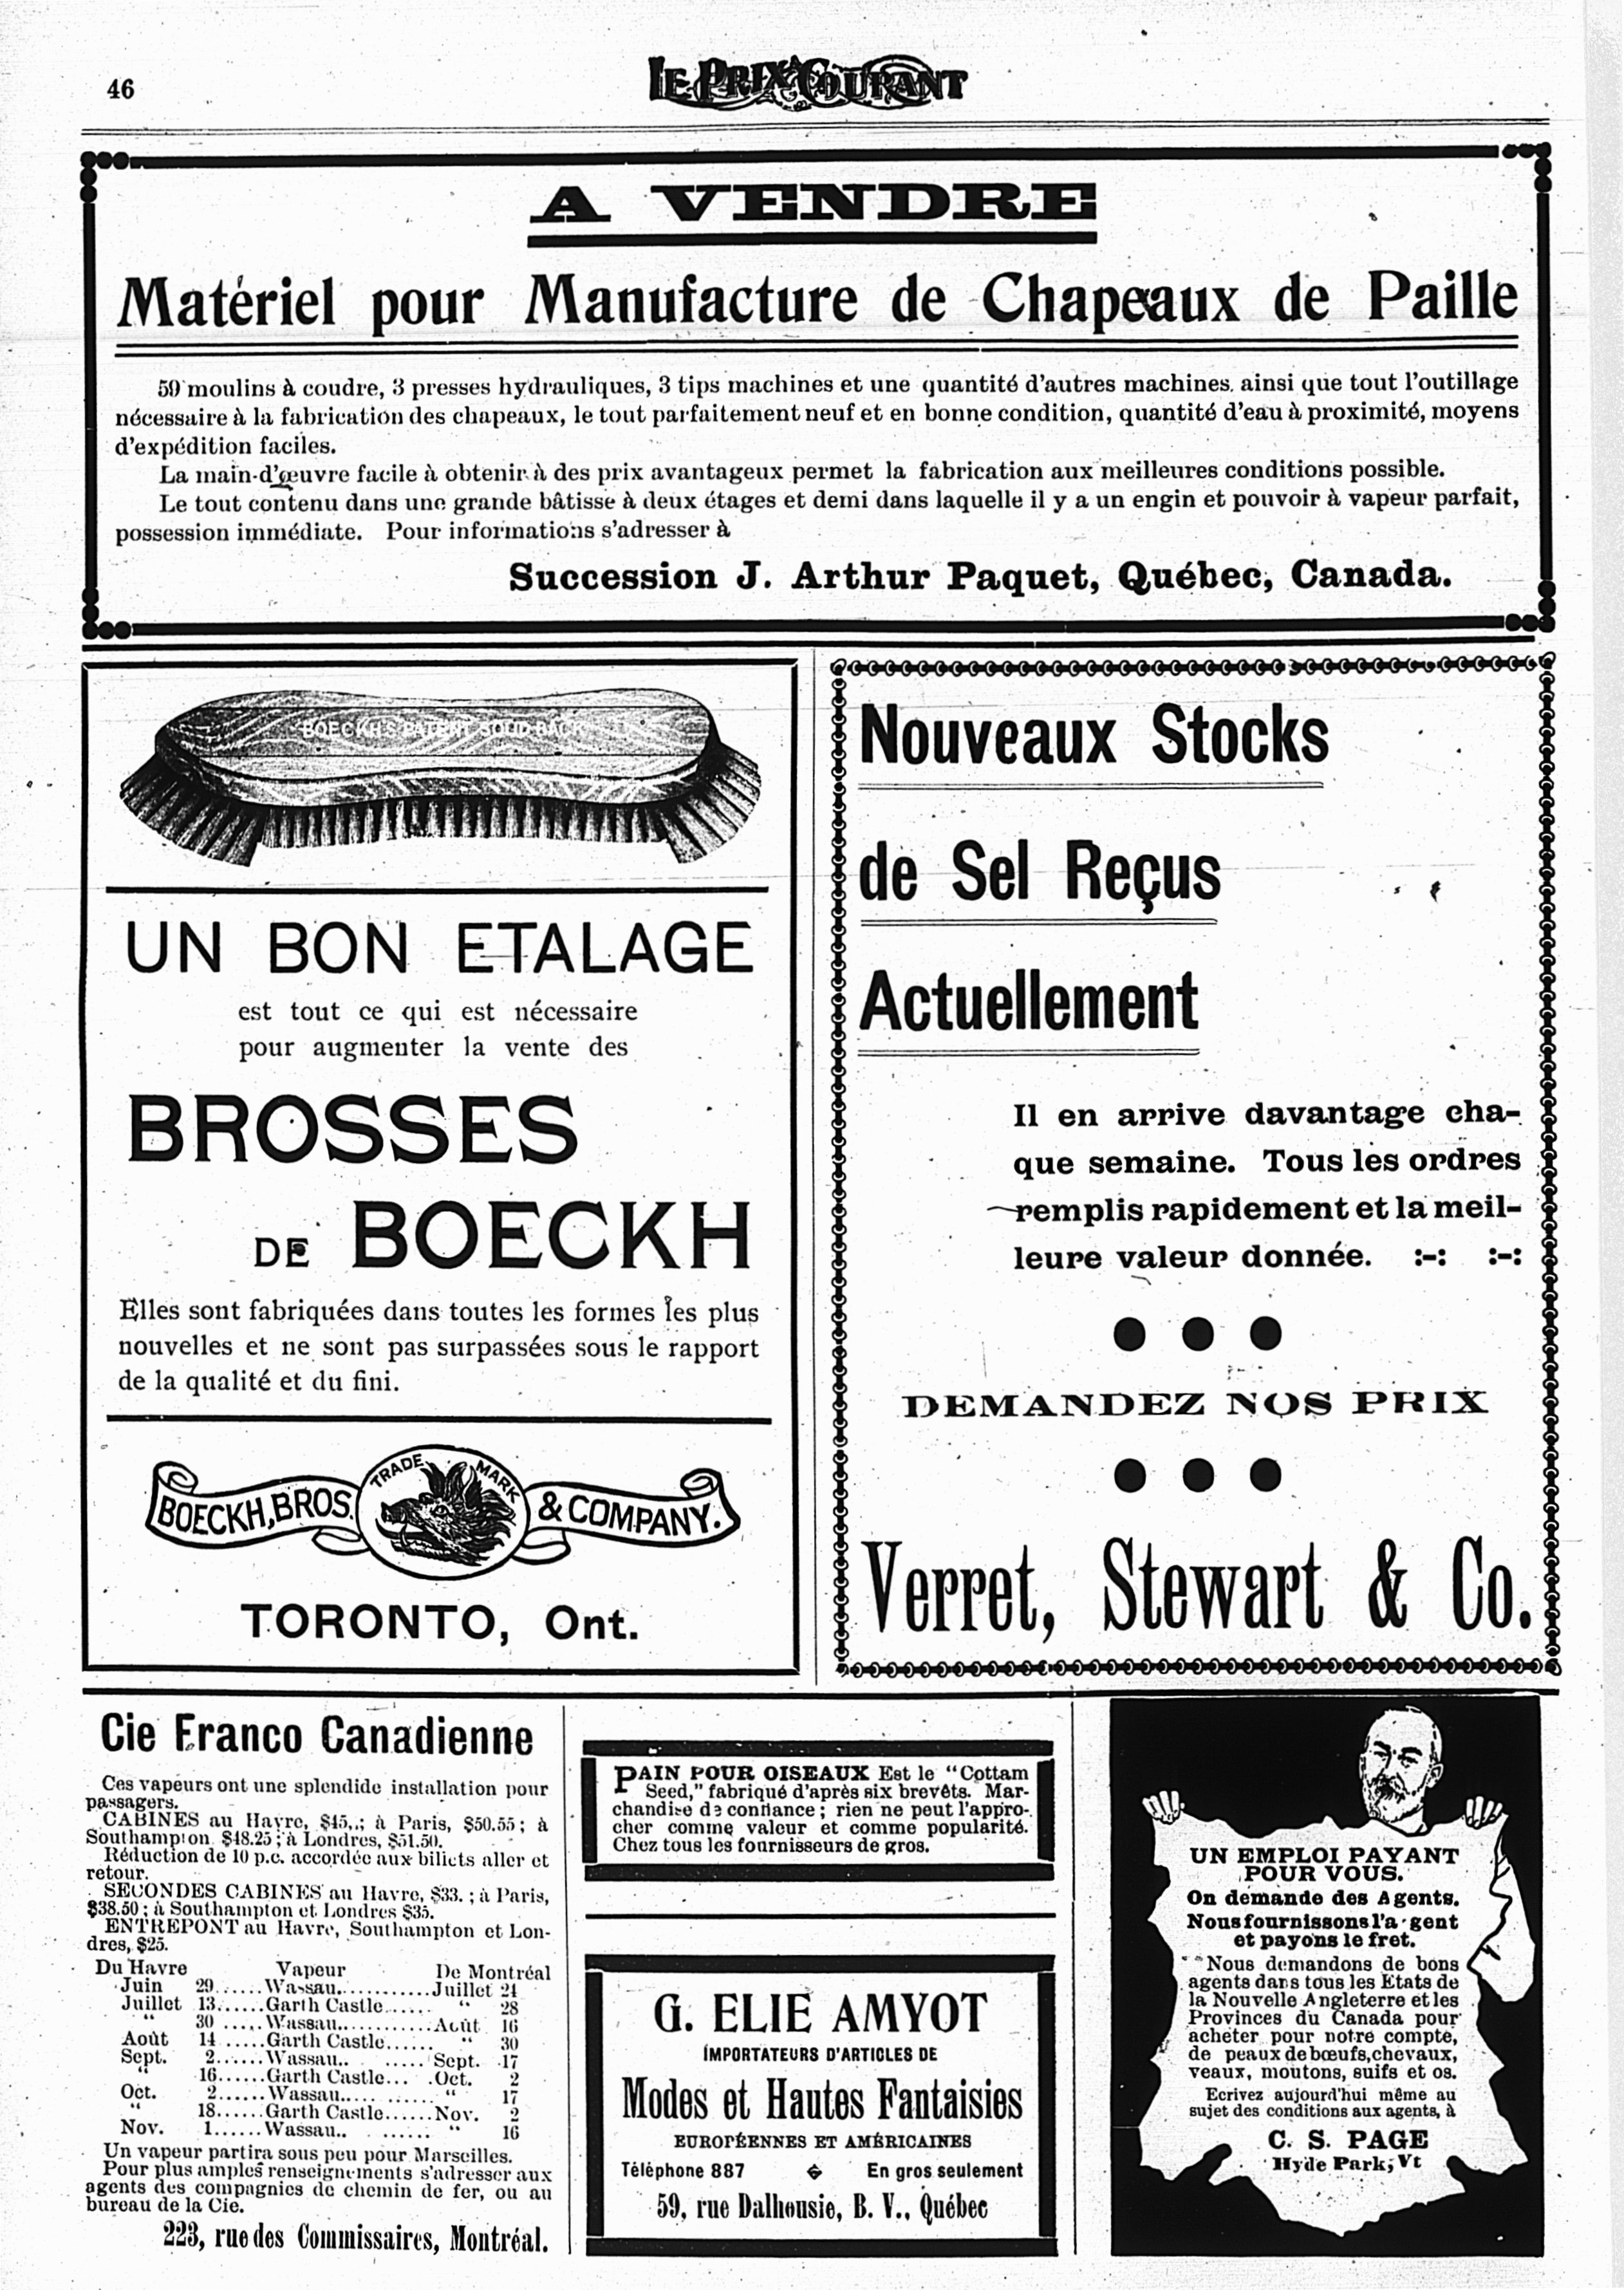 46
LE PRIX COURANT
A VENDRE
Matériel pour Manufacture de Chapeaux de Paille
59 moulins à coudre, 3 presses hydrauliques, 3 tips machines et une quantité d'autres machines, ainsi que tout l'outillage
nécessaire à la fabrication des chapeaux, le tout parfaitement neuf et en bonne condition, quantité d'eau à proximité, moyens
d'expédition faciles.
La main-d'œuvre facile à obtenir à des prix avantageux permet la fabrication aux meilleures conditions possible.
Le tout contenu dans une grande bâtisse à deux étages et demi dans laquelle il y a un engin et pouvoir à vapeur parfait,
possession immédiate. Pour informations s'adresser à
Succession J. Arthur Paquet, Québec, Canada.
BOECKH'S PATENT SOLID BACK
UN BON ETALAGE
est tout ce qui est nécessaire
pour augmenter la vente des
BROSSES
DE BOECKH
Elles sont fabriquées dans toutes les formes les plus
nouvelles et ne sont pas surpassées sous le rapport
de la qualité et du fini.
BOECKH, BROS. TRADE MARK & COMPANY.
TORONTO, Ont.
Nouveaux Stocks
de Sel Reçus
Actuellement
Il en arrive davantage cha-
que semaine. Tous les ordres
remplis rapidement et la meil-
leure valeur donnée. :-: :-:
DEMANDEZ NOS PRIX
Verret, Stewart & Co.
Cie Franco Canadienne
Ces vapeurs ont une splendide installation pour
passagers.
CABINES au Havre, $45,.; à Paris, $50.55; à
Southampton $48.25; à Londres, $51.50.
Réduction de 10 p.c. accordée aux billets aller et
retour.
SECONDES CABINES au Havre, $33.; à Paris,
$38.50; à Southampton et Londres $35.
ENTREPONT au Havre, Southampton et Lon-
dres, $25.
Du Havre Vapeur De Montréal
Juin 29......Wassau............Juillet 24
Juillet 13......Garth Castle...... " 28
" 30.....Wassau...........Août 16
Août 14.....Garth Castle...... " 30
Sept. 2......Wassau.. .....Sept. 17
" 16......Garth Castle... .Oct. 2
Oct. 2......Wassau..... ...... " 17
" 18......Garth Castle......Nov. 2
Nov. 1......Wassau.. ...... " 16
Un vapeur partira sous peu pour Marseilles.
Pour plus amples renseignements s'adresser aux
agents des compagnies de chemin de fer, ou au
bureau de la Cie.
223, rue des Commissaires, Montréal.
PAIN POUR OISEAUX Est le "Cottam
Seed," fabriqué d'après six brevêts. Mar-
chandise de confiance; rien ne peut l'appro-
cher comme valeur et comme popularité.
Chez tous les fournisseurs de gros.
G. ELIE AMYOT
IMPORTATEURS D'ARTICLES DE
Modes et Hautes Fantaisies
EUROPÉENNES ET AMÉRICAINES
Téléphone 887 En gros seulement
59, rue Dalhousie, B. V., Québec
UN EMPLOI PAYANT
POUR VOUS.
On demande des Agents.
Nous fournissons l'argent
et payons le fret.
Nous demandons de bons
agents dans tous les Etats de
la Nouvelle Angleterre et les
Provinces du Canada pour
acheter pour notre compte,
de peaux de bœufs, chevaux,
veaux, moutons, suifs et os.
Ecrivez aujourd'hui même au
sujet des conditions aux agents, à
C. S. PAGE
Hyde Park, Vt